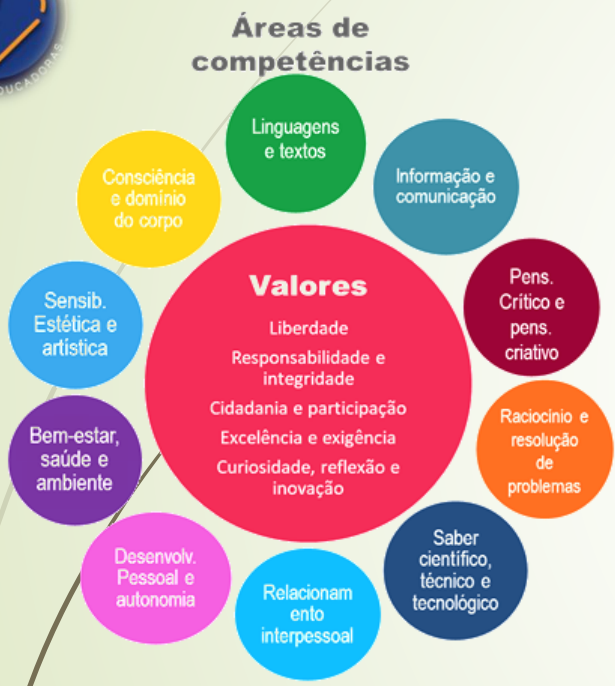 Áreas de
competências
Linguagens
e textos
Informação e
comunicação
Pens.
Crítico e
pens.
criativo
Raciocinio e
resolução
de
problemas
Saber
científico,
técnico e
tecnológico
Relacionam
ento
interpessoal
Desenvolv.
Pessoal e
autonomia
Bem-estar,
saúde e
ambiente
Sensib.
Estética e
artística
Consciência
e domínio
do corpo
Valores
Liberdade
Responsabilidade e
integridade
Cidadania e participação
Excelência e exigência
Curiosidade, reflexão e
inovação